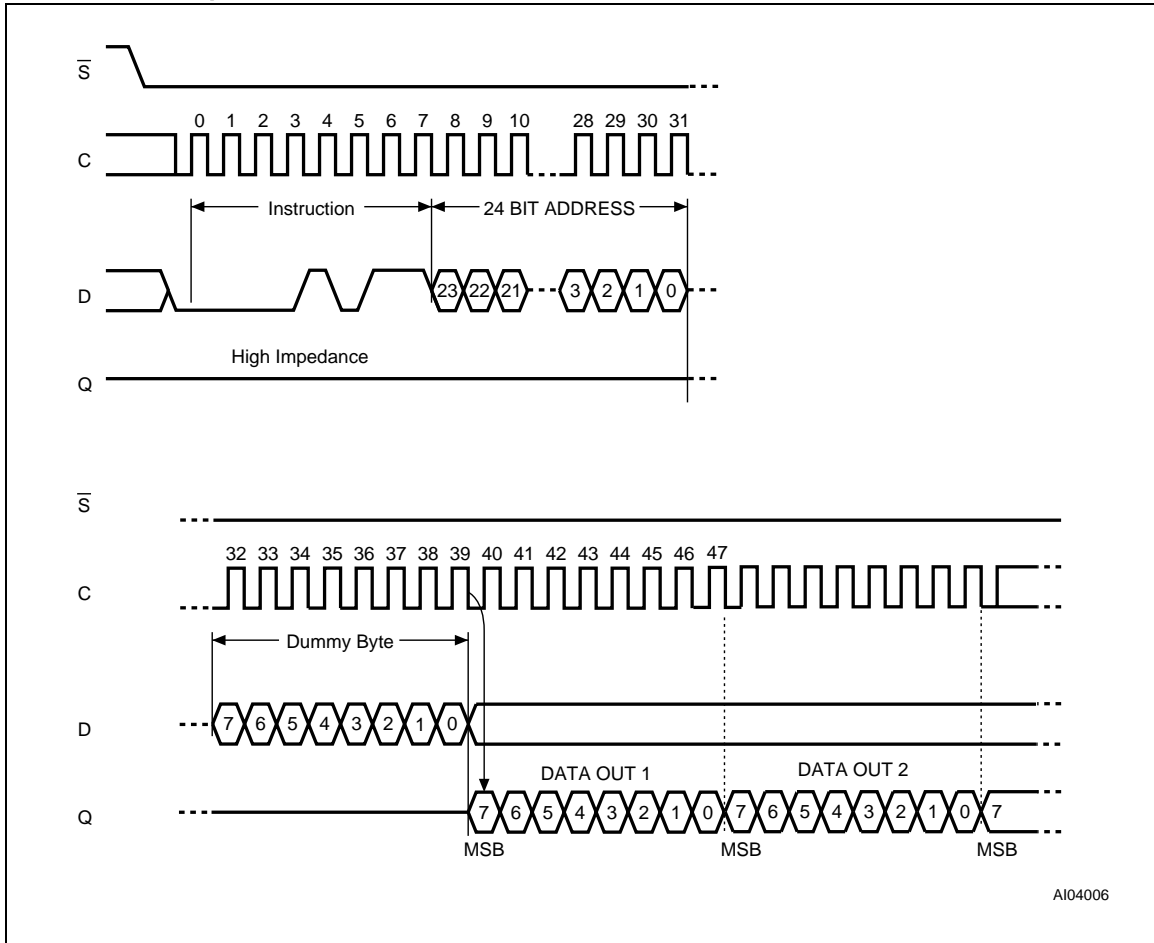 S
0 1 2 3 4 5 6 7 8 9 10 28 29 30 31
C
Instruction 24 BIT ADDRESS
D 23 22 21 3 2 1 0
High Impedance
Q
S
32 33 34 35 36 37 38 39 40 41 42 43 44 45 46 47
C
Dummy Byte
D 7 6 5 4 3 2 1 0
DATA OUT 1 DATA OUT 2
Q 7 6 5 4 3 2 1 0 7 6 5 4 3 2 1 0 7
MSB MSB MSB
AI04006